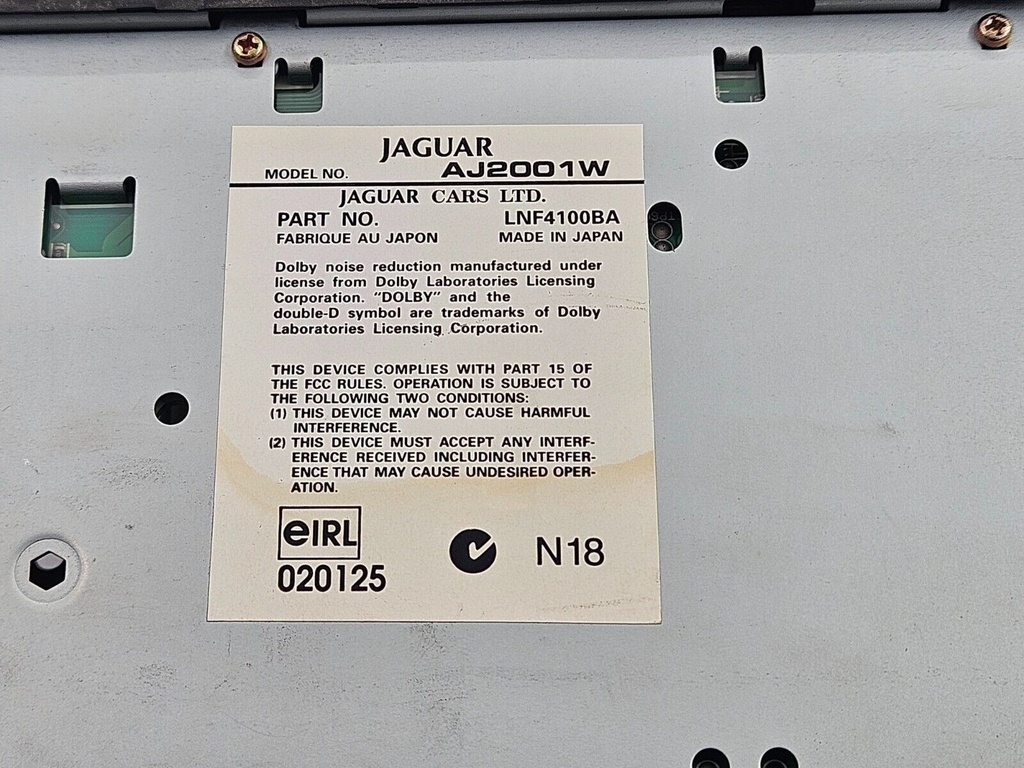 JAGUAR
MODEL NO. AJ2001W
JAGUAR CARS LTD.
PART NO. LNF4100BA
FABRIQUE AU JAPON MADE IN JAPAN
Dolby noise reduction manufactured under
license from Dolby Laboratories Licensing
Corporation. "DOLBY" and the
double-D symbol are trademarks of Dolby
Laboratories Licensing Corporation.
THIS DEVICE COMPLIES WITH PART 15 OF
THE FCC RULES. OPERATION IS SUBJECT TO
THE FOLLOWING TWO CONDITIONS:
(1) THIS DEVICE MAY NOT CAUSE HARMFUL
INTERFERENCE.
(2) THIS DEVICE MUST ACCEPT ANY INTERF-
ERENCE RECEIVED INCLUDING INTERFER-
ENCE THAT MAY CAUSE UNDESIRED OPER-
ATION.
eIRL
020125
N18